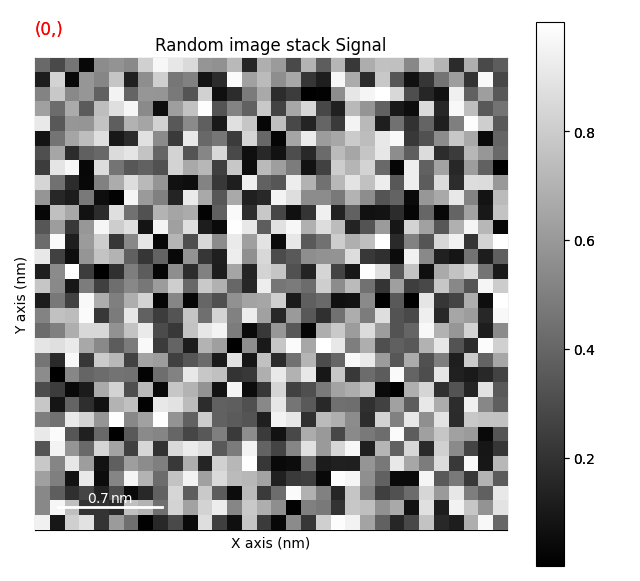 (0,)
Random image stack Signal
0.8
0.6
0.4
0.2
Y axis (nm)
0.7 nm
X axis (nm)